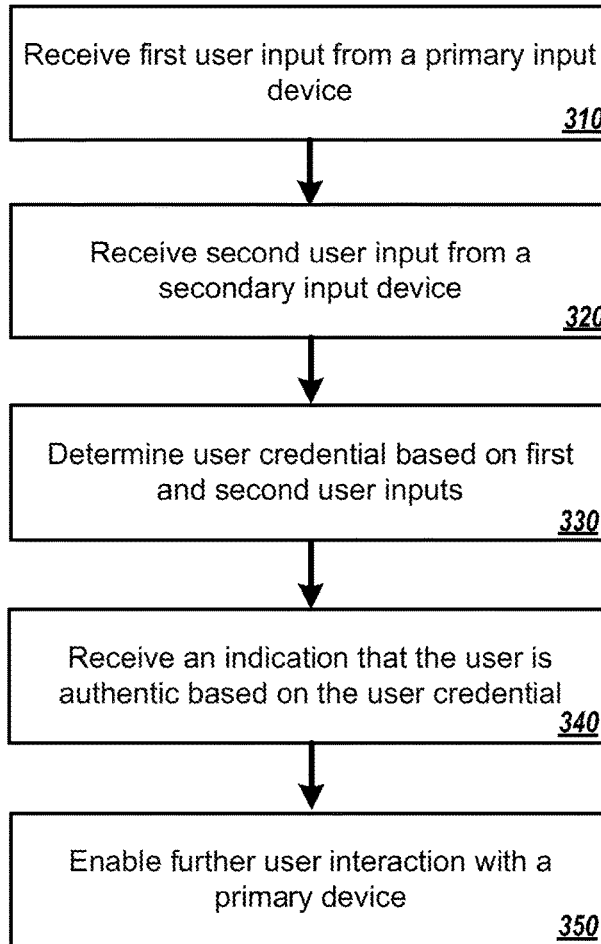 Receive first user input from a primary input
device
310
Receive second user input from a
secondary input device
320
Determine user credential based on first
and second user inputs
330
Receive an indication that the user is
authentic based on the user credential
340
Enable further user interaction with a
primary device
350